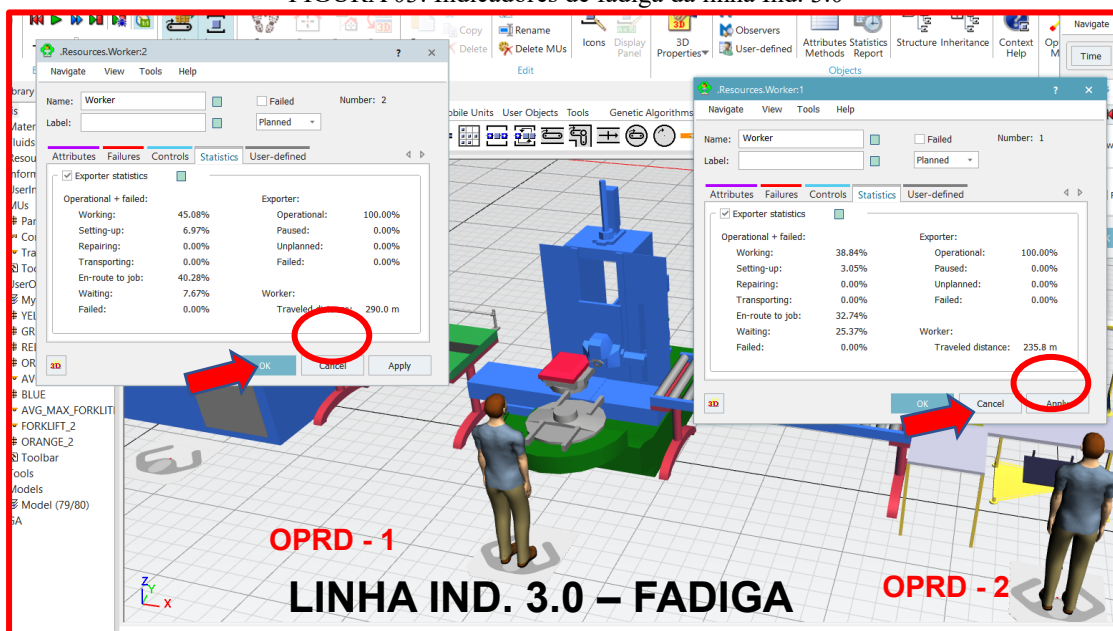 FIGURA 03: Indicadores de fadiga da linha Ind. 3.0
Copy
Rename
Observers
Navigate
Delete
Delete MUs
Icons
Display Panel
3D Properties
User-defined
Attributes Methods
Statistics Report
Structure
Inheritance
Context Help
Time
Edit
Objects
.Resources.Worker:2
? ×
Navigate View Tools Help
Name: Worker Failed Number: 2
Label: Planned
Attributes Failures Controls Statistics User-defined
Exporter statistics
Operational + failed: Exporter:
Working: 45.08% Operational: 100.00%
Setting-up: 6.97% Paused: 0.00%
Repairing: 0.00% Unplanned: 0.00%
Transporting: 0.00% Failed: 0.00%
En-route to job: 40.28%
Waiting: 7.67% Worker:
Failed: 0.00% Traveled distance: 290.0 m
3D OK Cancel Apply
User Objects Tools Genetic Algorithms
.Resources.Worker:1
? ×
Navigate View Tools Help
Name: Worker Failed Number: 1
Label: Planned
Attributes Failures Controls Statistics User-defined
Exporter statistics
Operational + failed: Exporter:
Working: 38.84% Operational: 100.00%
Setting-up: 3.05% Paused: 0.00%
Repairing: 0.00% Unplanned: 0.00%
Transporting: 0.00% Failed: 0.00%
En-route to job: 32.74%
Waiting: 25.37% Worker:
Failed: 0.00% Traveled distance: 235.8 m
3D OK Cancel Apply
BLUE
AVG_MAX_FORKLIT
FORKLIFT_2
ORANGE_2
Toolbar
Model (79/80)
OPRD - 1
OPRD - 2
LINHA IND. 3.0 – FADIGA
Z
Y
X